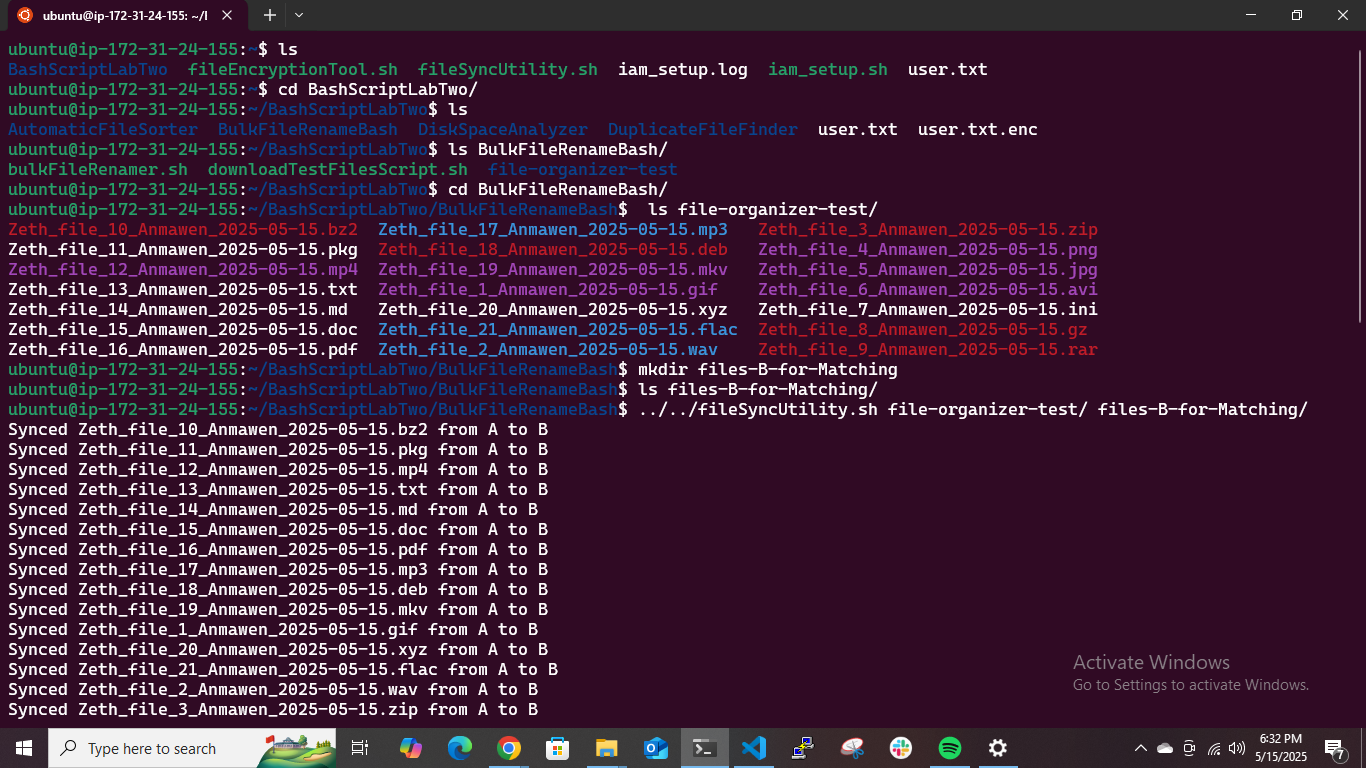 ubuntu@ip-172-31-24-155: ~/I
ubuntu@ip-172-31-24-155:~$ ls
BashScriptLabTwo  fileEncryptionTool.sh  fileSyncUtility.sh  iam_setup.log  iam_setup.sh  user.txt
ubuntu@ip-172-31-24-155:~$ cd BashScriptLabTwo/
ubuntu@ip-172-31-24-155:~/BashScriptLabTwo$ ls
AutomaticFileSorter  BulkFileRenameBash  DiskSpaceAnalyzer  DuplicateFileFinder  user.txt  user.txt.enc
ubuntu@ip-172-31-24-155:~/BashScriptLabTwo$ ls BulkFileRenameBash/
bulkFileRenamer.sh  downloadTestFilesScript.sh  file-organizer-test
ubuntu@ip-172-31-24-155:~/BashScriptLabTwo$ cd BulkFileRenameBash/
ubuntu@ip-172-31-24-155:~/BashScriptLabTwo/BulkFileRenameBash$  ls file-organizer-test/
Zeth_file_10_Anmawen_2025-05-15.bz2  Zeth_file_17_Anmawen_2025-05-15.mp3  Zeth_file_3_Anmawen_2025-05-15.zip
Zeth_file_11_Anmawen_2025-05-15.pkg  Zeth_file_18_Anmawen_2025-05-15.deb  Zeth_file_4_Anmawen_2025-05-15.png
Zeth_file_12_Anmawen_2025-05-15.mp4  Zeth_file_19_Anmawen_2025-05-15.mkv  Zeth_file_5_Anmawen_2025-05-15.jpg
Zeth_file_13_Anmawen_2025-05-15.txt  Zeth_file_1_Anmawen_2025-05-15.gif  Zeth_file_6_Anmawen_2025-05-15.avi
Zeth_file_14_Anmawen_2025-05-15.md  Zeth_file_20_Anmawen_2025-05-15.xyz  Zeth_file_7_Anmawen_2025-05-15.ini
Zeth_file_15_Anmawen_2025-05-15.doc  Zeth_file_21_Anmawen_2025-05-15.flac  Zeth_file_8_Anmawen_2025-05-15.gz
Zeth_file_16_Anmawen_2025-05-15.pdf  Zeth_file_2_Anmawen_2025-05-15.wav  Zeth_file_9_Anmawen_2025-05-15.rar
ubuntu@ip-172-31-24-155:~/BashScriptLabTwo/BulkFileRenameBash$ mkdir files-B-for-Matching
ubuntu@ip-172-31-24-155:~/BashScriptLabTwo/BulkFileRenameBash$ ls files-B-for-Matching/
ubuntu@ip-172-31-24-155:~/BashScriptLabTwo/BulkFileRenameBash$ ../../fileSyncUtility.sh file-organizer-test/ files-B-for-Matching/
Synced Zeth_file_10_Anmawen_2025-05-15.bz2 from A to B
Synced Zeth_file_11_Anmawen_2025-05-15.pkg from A to B
Synced Zeth_file_12_Anmawen_2025-05-15.mp4 from A to B
Synced Zeth_file_13_Anmawen_2025-05-15.txt from A to B
Synced Zeth_file_14_Anmawen_2025-05-15.md from A to B
Synced Zeth_file_15_Anmawen_2025-05-15.doc from A to B
Synced Zeth_file_16_Anmawen_2025-05-15.pdf from A to B
Synced Zeth_file_17_Anmawen_2025-05-15.mp3 from A to B
Synced Zeth_file_18_Anmawen_2025-05-15.deb from A to B
Synced Zeth_file_19_Anmawen_2025-05-15.mkv from A to B
Synced Zeth_file_1_Anmawen_2025-05-15.gif from A to B
Synced Zeth_file_20_Anmawen_2025-05-15.xyz from A to B
Synced Zeth_file_21_Anmawen_2025-05-15.flac from A to B
Synced Zeth_file_2_Anmawen_2025-05-15.wav from A to B
Synced Zeth_file_3_Anmawen_2025-05-15.zip from A to B
Activate Windows
Go to Settings to activate Windows.
Type here to search
6:32 PM
5/15/2025
7